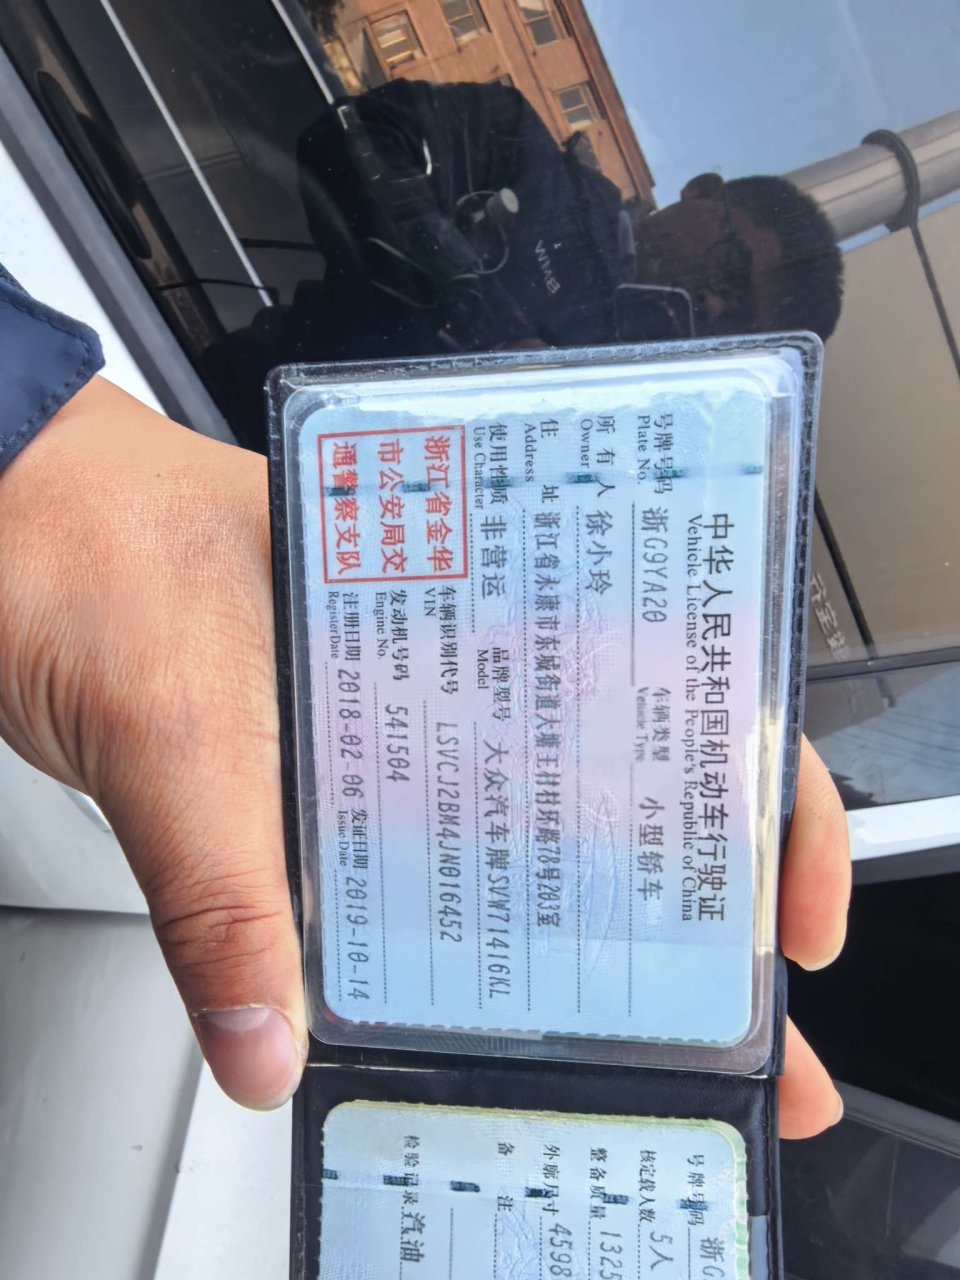 中华人民共和国机动车行驶证
Vehicle License of the People's Republic of China
号牌号码 浙G9YA20 车辆类型 小型轿车
Plate No. Vehicle Type
所有人 徐小玲
Owner
住址 浙江省永康市东城街道大塘王村环路78号203室
Address
使用性质 非营运 品牌型号 大众汽车牌SVW71416KL
Use Character Model
浙江省金华
市公安局交
通警察支队
车辆识别代号 LSVCJ2BM4JN016452
VIN
发动机号码 541504
Engine No.
注册日期 2018-02-06 发证日期 2019-10-14
Register Date Issue Date
号牌号码 浙G
核定载人数 5人
整备质量 1325
外廓尺寸 4598
备注
检验记录 汽油
BMW